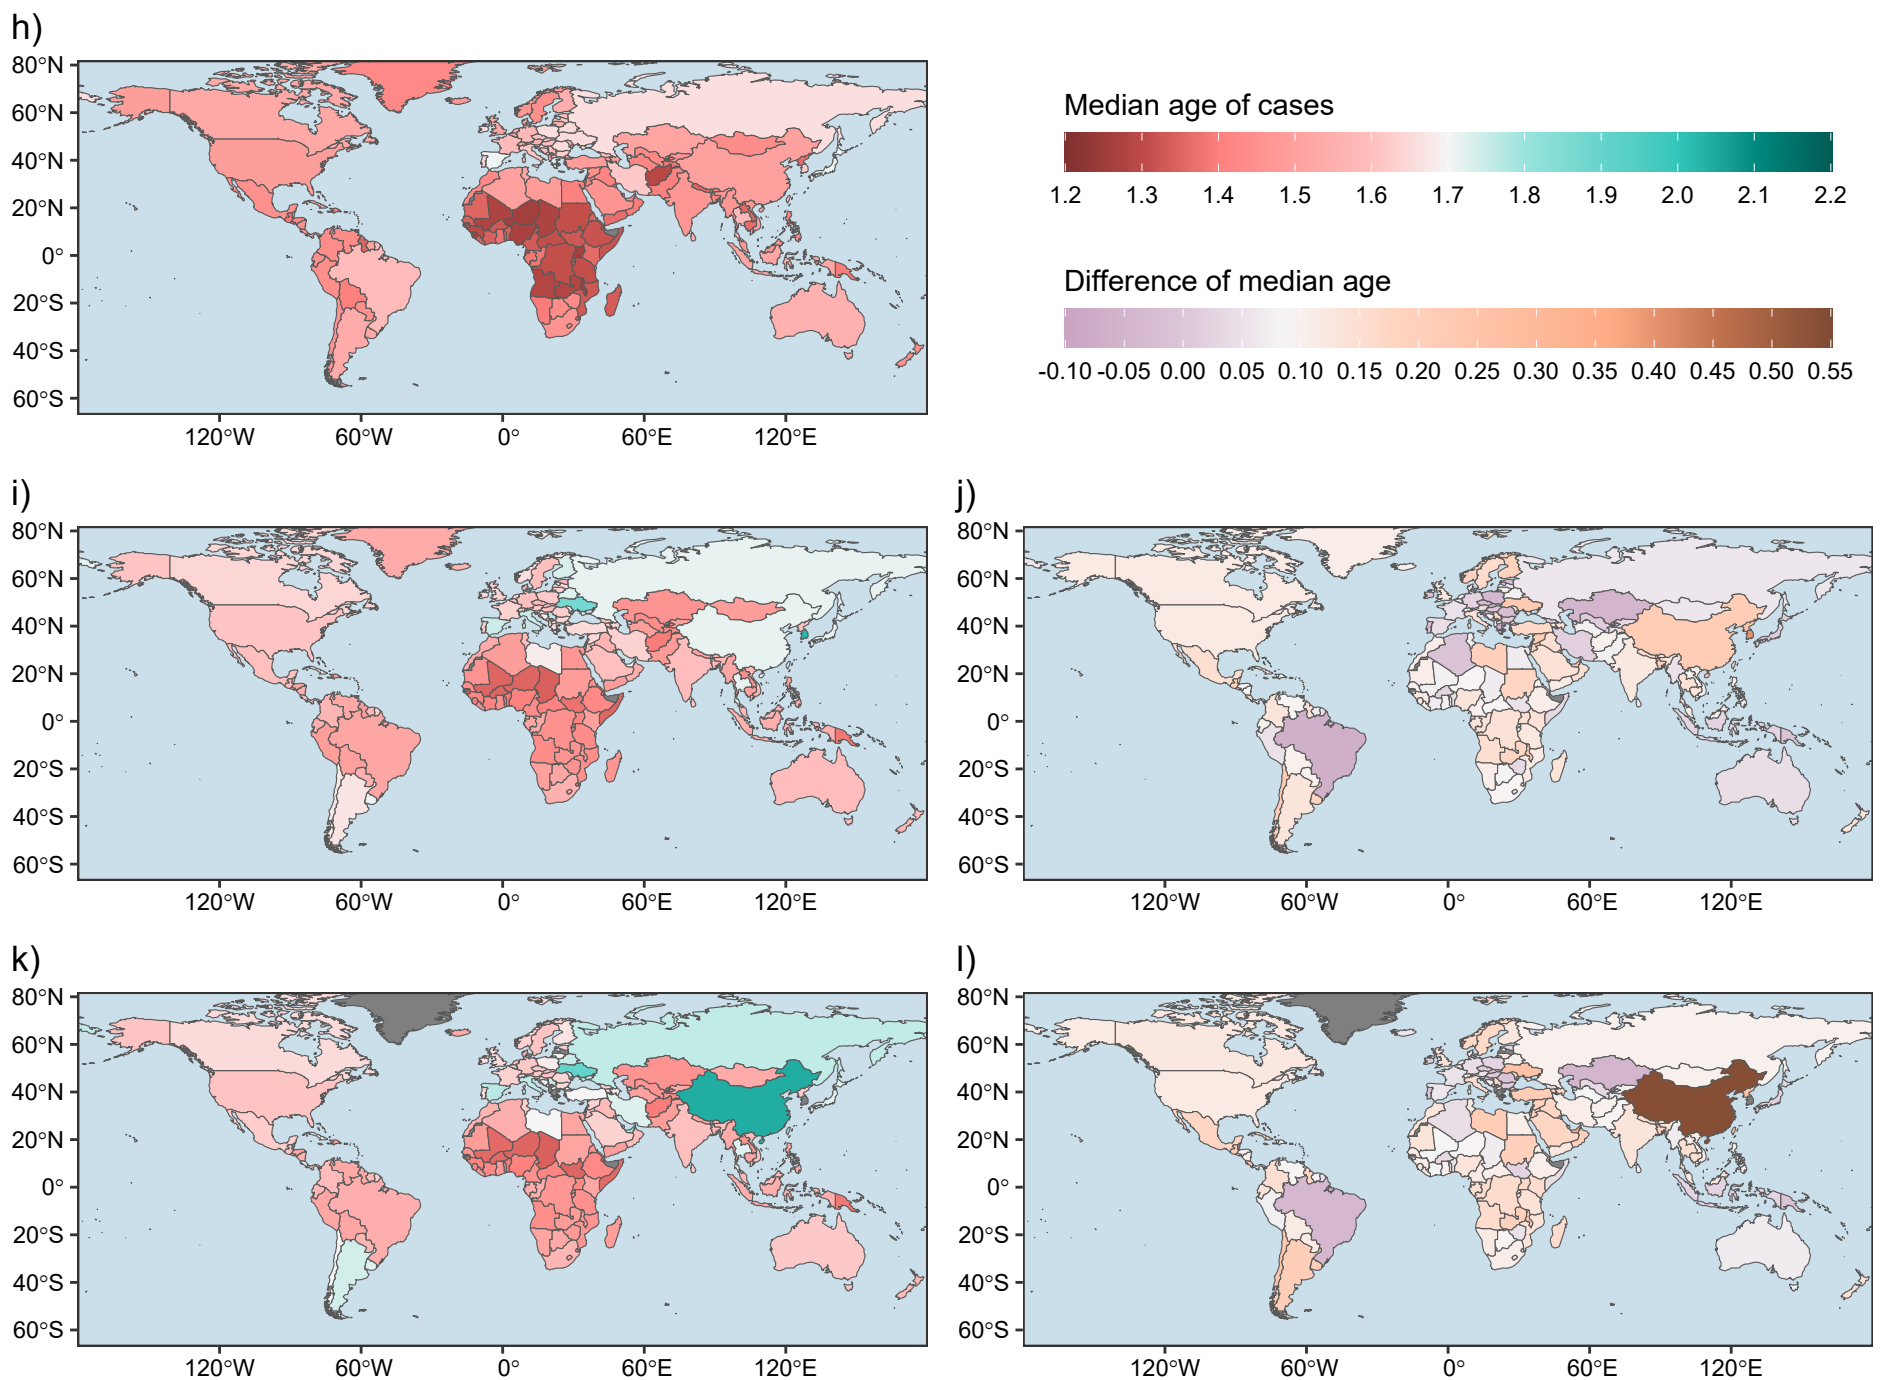 h)
80°N
60°N
40°N
20°N
0°
20°S
40°S
60°S
120°W 60°W 0° 60°E 120°E
Median age of cases
1.2 1.3 1.4 1.5 1.6 1.7 1.8 1.9 2.0 2.1 2.2
Difference of median age
-0.10 -0.05 0.00 0.05 0.10 0.15 0.20 0.25 0.30 0.35 0.40 0.45 0.50 0.55
i)
80°N
60°N
40°N
20°N
0°
20°S
40°S
60°S
120°W 60°W 0° 60°E 120°E
j)
80°N
60°N
40°N
20°N
0°
20°S
40°S
60°S
120°W 60°W 0° 60°E 120°E
k)
80°N
60°N
40°N
20°N
0°
20°S
40°S
60°S
120°W 60°W 0° 60°E 120°E
l)
80°N
60°N
40°N
20°N
0°
20°S
40°S
60°S
120°W 60°W 0° 60°E 120°E